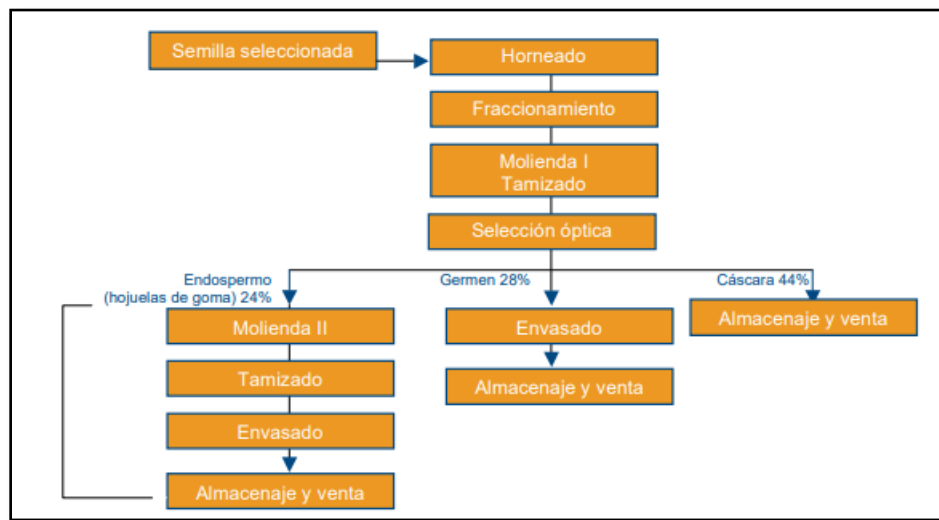 Semilla seleccionada
Horneado
Fraccionamiento
Molienda I
Tamizado
Selección óptica
Endospermo
(hojuelas de goma) 24%
Germen 28%
Cáscara 44%
Molienda II
Envasado
Almacenaje y venta
Tamizado
Almacenaje y venta
Envasado
Almacenaje y venta